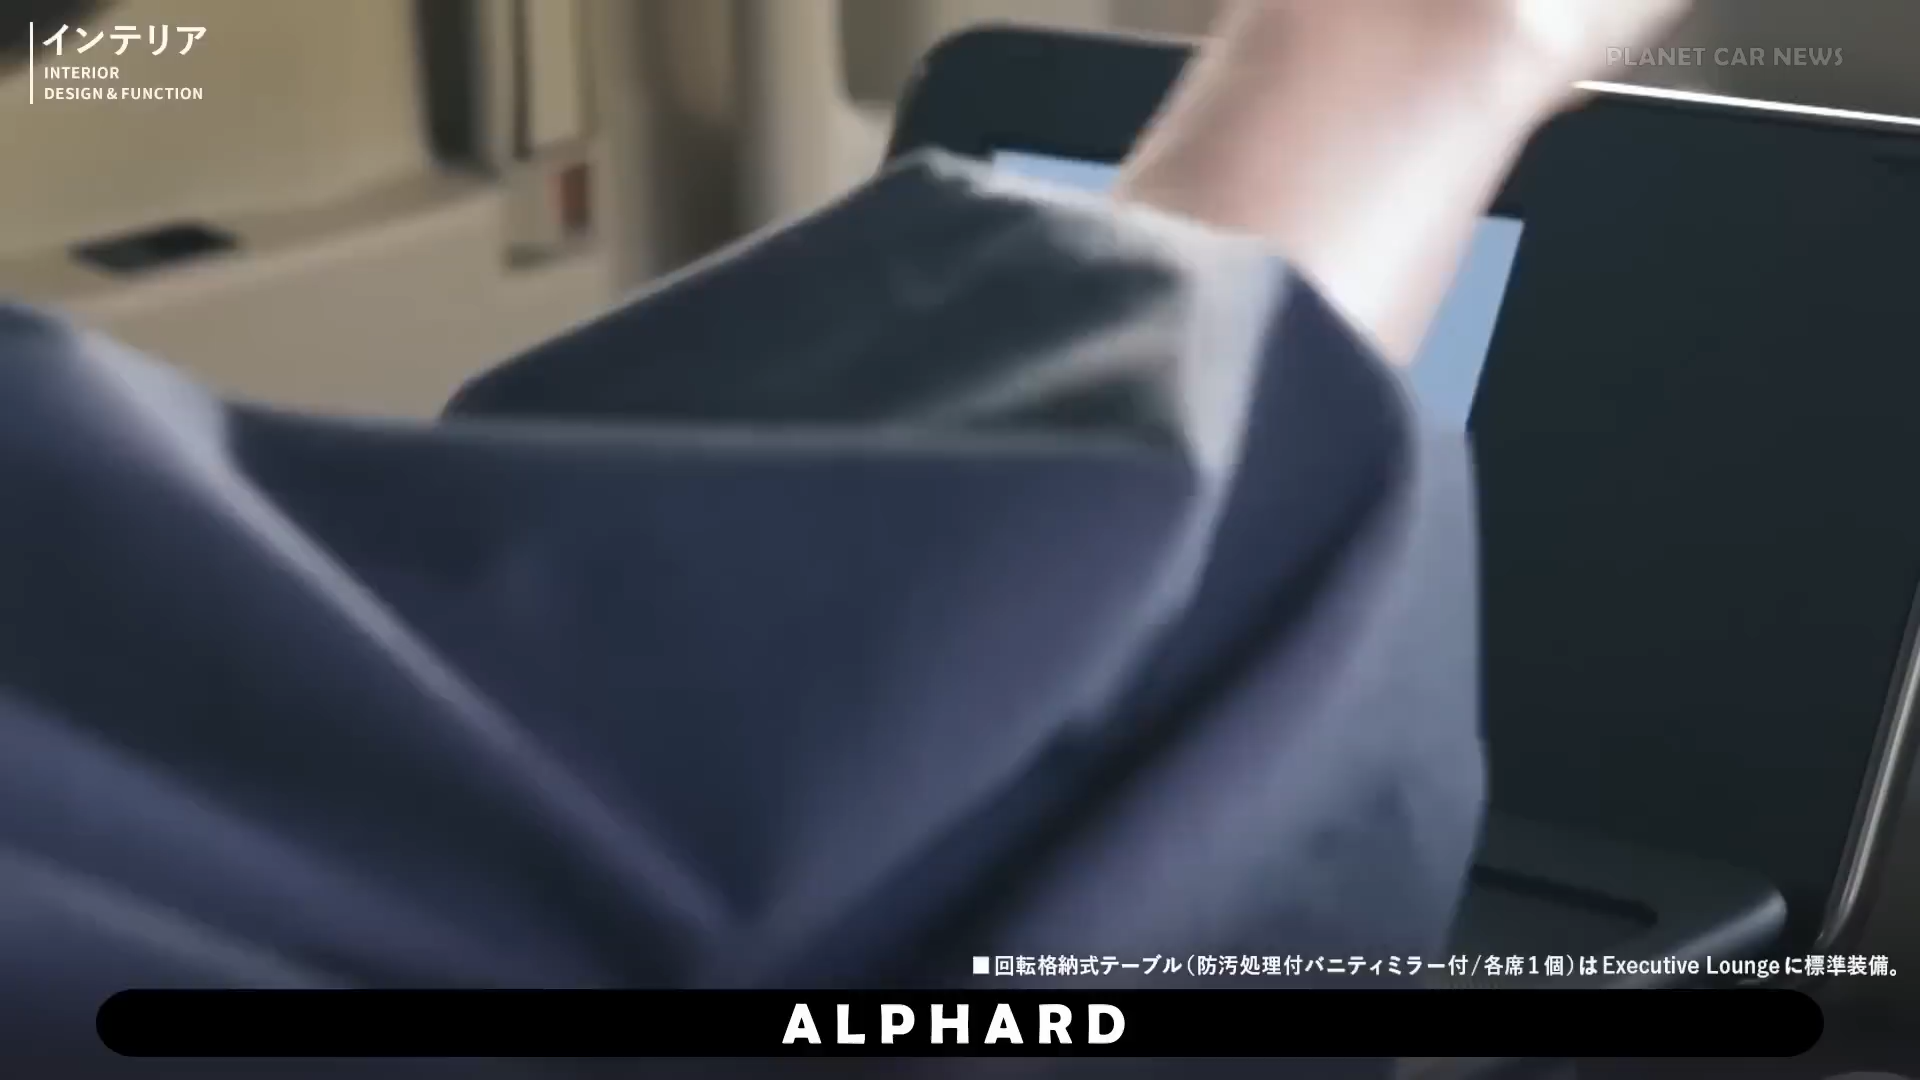 インテリア
INTERIOR
DESIGN & FUNCTION
PLANET CAR NEWS
■回転格納式テーブル(防汚処理付バニティミラー付/各席1個)はExecutive Loungeに標準装備。
ALPHARD